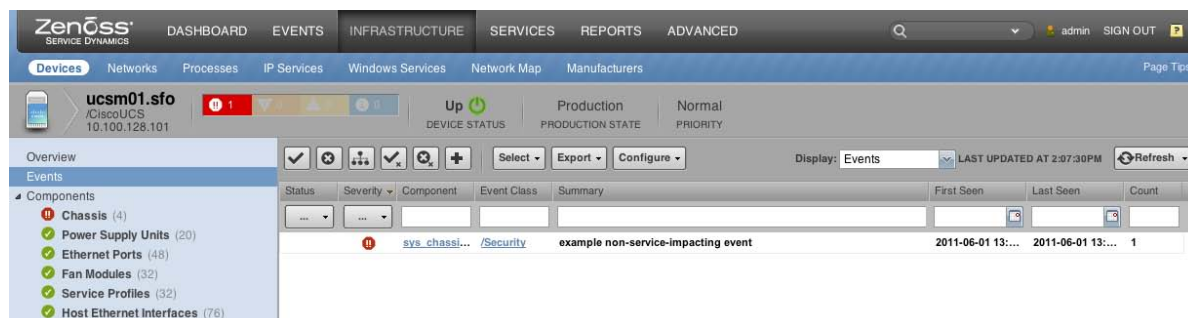 Zenoss
SERVICE DYNAMICS
DASHBOARD EVENTS INFRASTRUCTURE SERVICES REPORTS ADVANCED admin SIGN OUT ?
Devices Networks Processes IP Services Windows Services Network Map Manufacturers Page Tips
ucsm01.sfo
/CiscoUCS
10.100.128.101
1 0 0 0
Up
DEVICE STATUS
Production
PRODUCTION STATE
Normal
PRIORITY
Overview
Events
Components
Chassis (4)
Power Supply Units (20)
Ethernet Ports (48)
Fan Modules (32)
Service Profiles (32)
Host Ethernet Interfaces (76)
Select Export Configure Display: Events LAST UPDATED AT 2:07:30PM Refresh
Status Severity Component Event Class Summary First Seen Last Seen Count
... ...
sys_chassi... /Security example non-service-impacting event 2011-06-01 13:... 2011-06-01 13:... 1